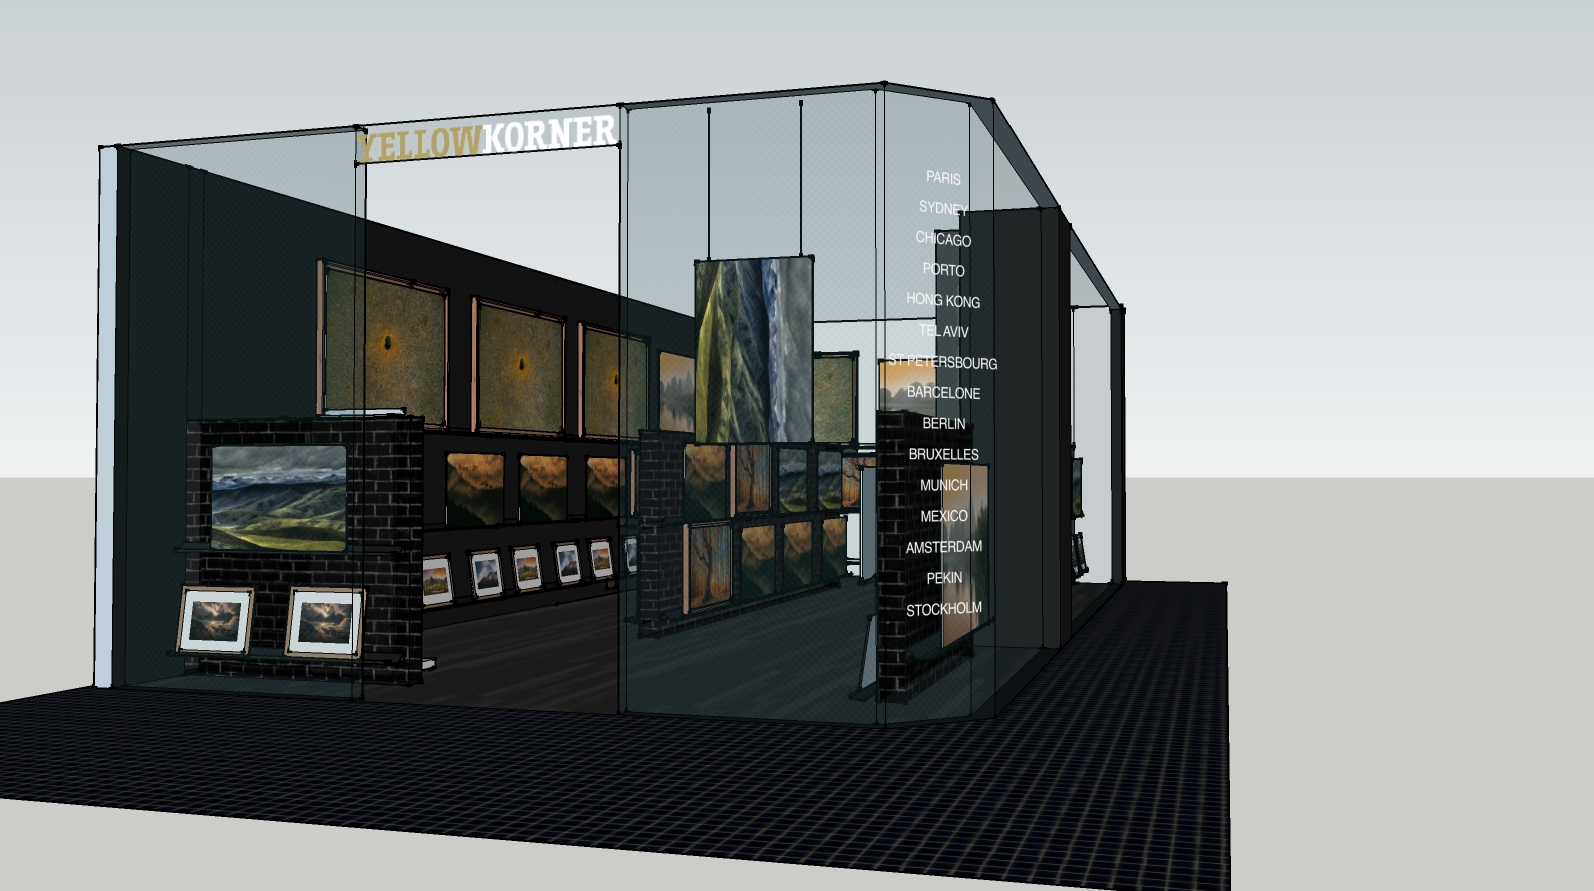 YELLOWKORNER
PARIS
SYDNEY
CHICAGO
PORTO
HONG KONG
TEL AVIV
ST PETERSBOURG
BARCELONE
BERLIN
BRUXELLES
MUNICH
MEXICO
AMSTERDAM
PEKIN
STOCKHOLM